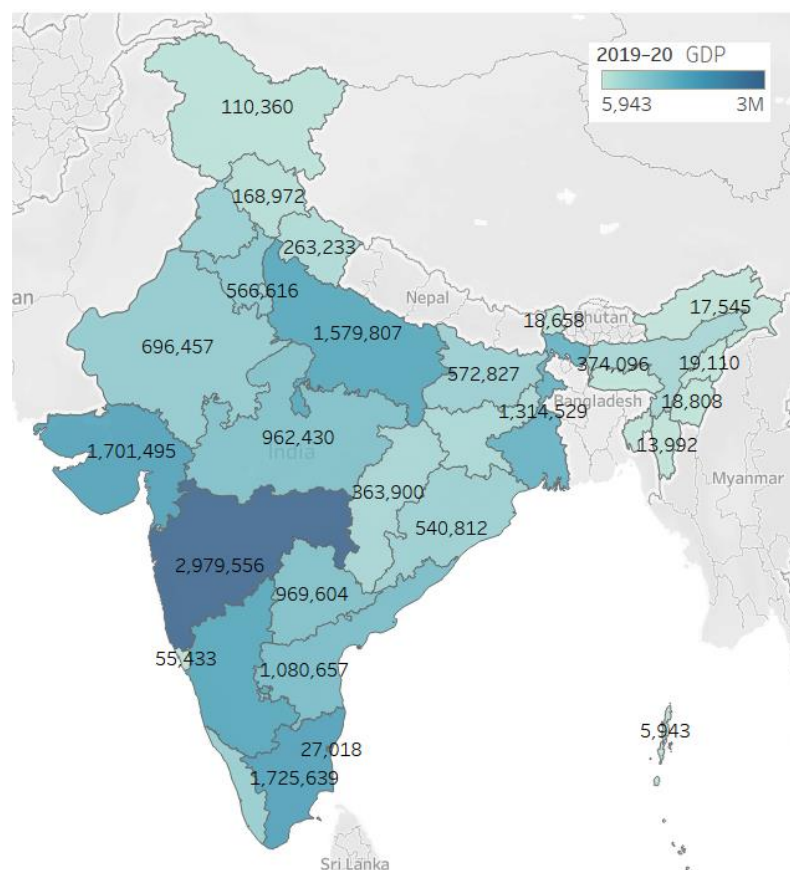 2019-20 GDP
5,943 3M
110,360
168,972
263,233
an
566,616
Nepal
17,545
18,658
Bhutan
1,579,807
696,457
374,096
19,110
572,827
18,808
Bangladesh
1,314,529
962,430
India
1,701,495
13,992
363,900
Myanmar
540,812
2,979,556
969,604
55,433
1,080,657
5,943
27,018
1,725,639
Sri Lanka